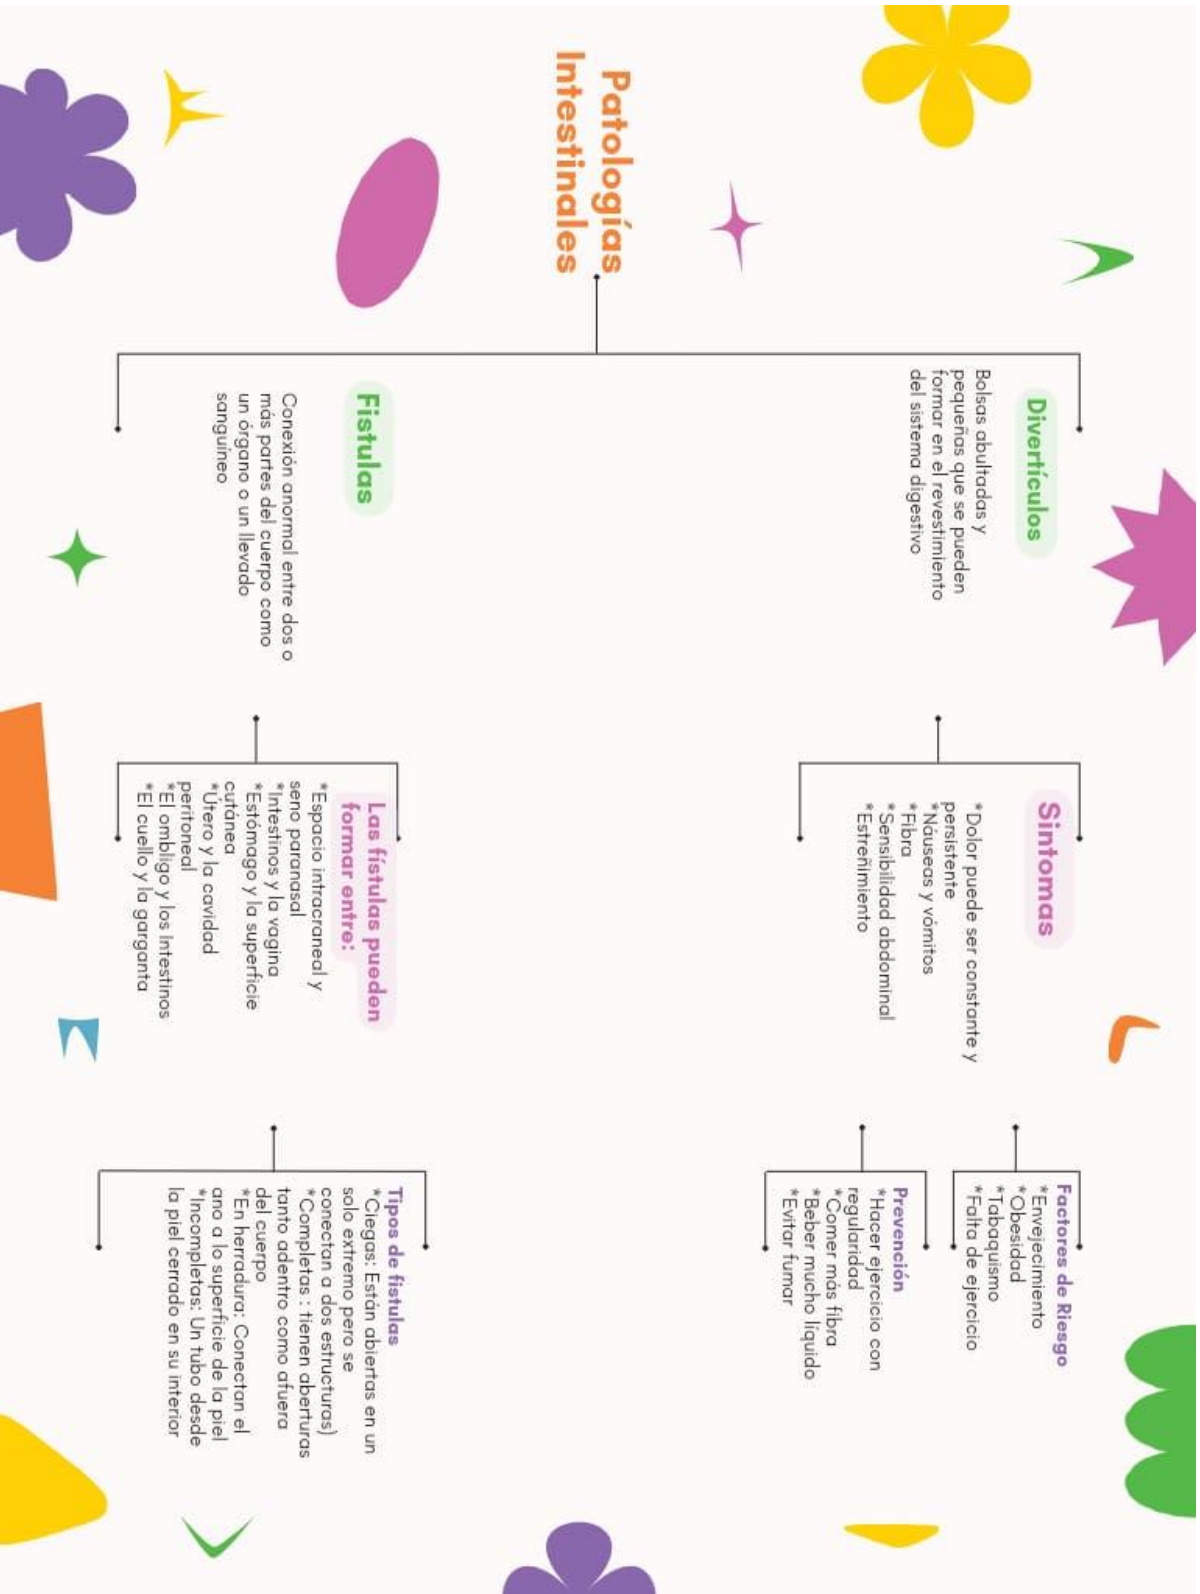 Patologías
Intestinales
Divertículos
Bolsas abultadas y
pequeñas que se pueden
formar en el revestimiento
del sistema digestivo
Sintomas
*Dolor puede ser constante y
persistente
*Náuseas y vómitos
*Fibra
*Sensibilidad abdominal
*Estreñimiento
Factores de Riesgo
*Envejecimiento
*Obesidad
*Tabaquismo
*Falta de ejercicio
Prevención
*Hacer ejercicio con
regularidad
*Comer más fibra
*Beber mucho líquido
*Evitar fumar
Fistulas
Conexión anormal entre dos o
más partes del cuerpo como
un órgano o un llevado
sanguíneo
Las fístulas pueden
formar entre:
*Espacio intracraneal y
seno paranasal
*Intestinos y la vagina
*Estómago y la superficie
cutánea
*Útero y la cavidad
peritoneal
*El ombligo y los intestinos
*El cuello y la garganta
Tipos de fistulas
*Ciegas: Están abiertas en un
solo extremo pero se
conectan a dos estructuras)
*Completas : tienen aberturas
tanto adentro como afuera
del cuerpo
*En herradura: Conectan el
ano a lo superficie de la piel
*Incompletas: Un tubo desde
la piel cerrado en su interior